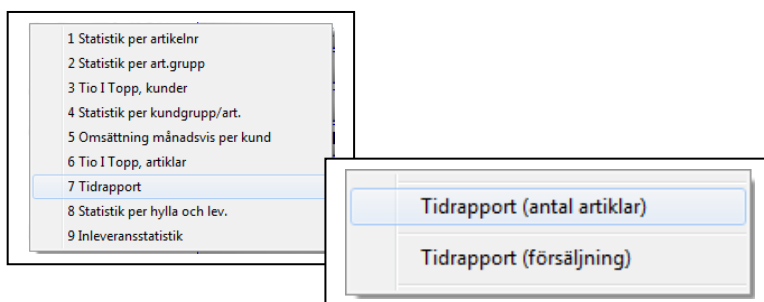 1 Statistik per artikelnr
2 Statistik per art.grupp
3 Tio I Topp, kunder
4 Statistik per kundgrupp/art.
5 Omsättning månadsvis per kund
6 Tio I Topp, artiklar
7 Tidrapport
8 Statistik per hylla och lev.
9 Inleveransstatistik
Tidrapport (antal artiklar)
Tidrapport (försäljning)